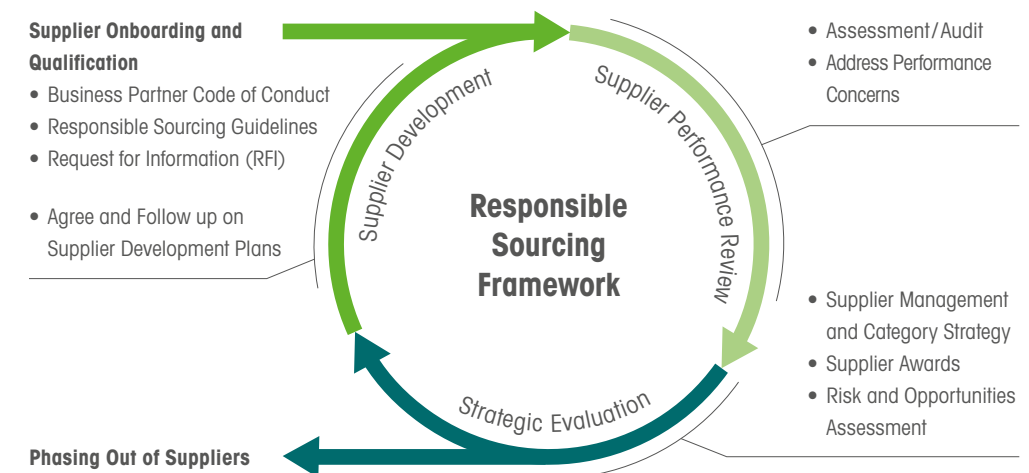 Supplier Onboarding and
Qualification
• Business Partner Code of Conduct
• Responsible Sourcing Guidelines
• Request for Information (RFI)
• Agree and Follow up on
Supplier Development Plans
Supplier Development
Supplier Performance Review
Responsible
Sourcing
Framework
Strategic Evaluation
• Assessment/Audit
• Address Performance
Concerns
• Supplier Management
and Category Strategy
• Supplier Awards
• Risk and Opportunities
Assessment
Phasing Out of Suppliers